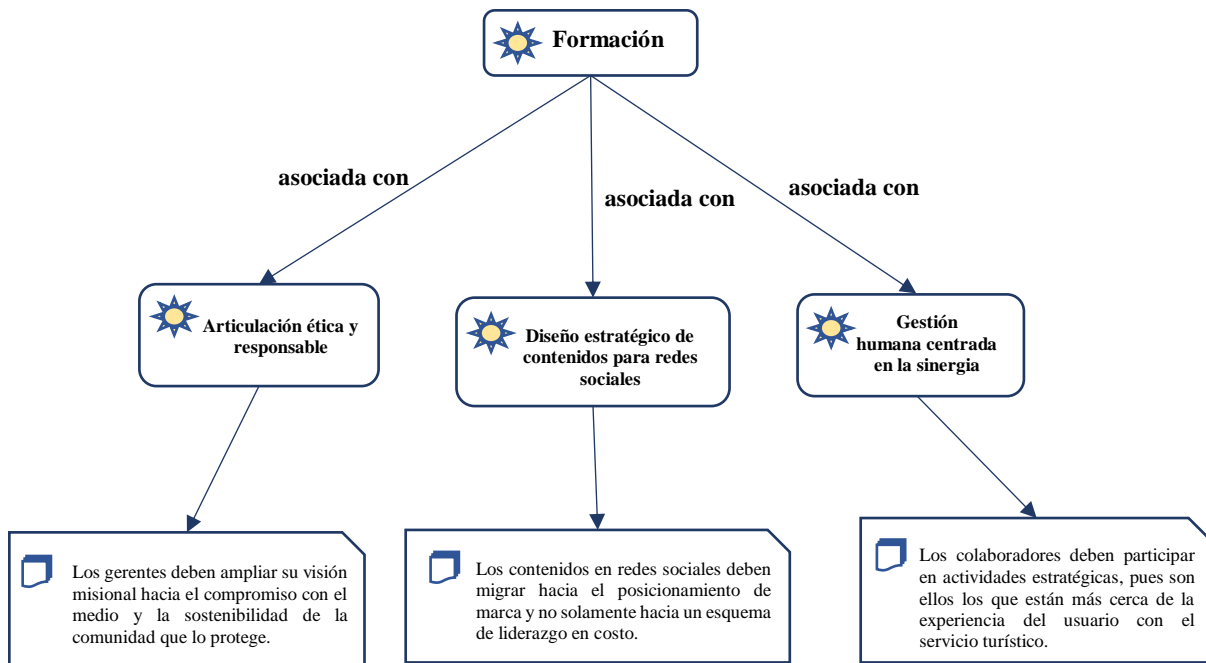 Formación
asociada con
asociada con
asociada con
Articulación ética y
responsable
Diseño estratégico de
contenidos para redes
sociales
Gestión
humana centrada
en la sinergia
Los gerentes deben ampliar su visión
misional hacia el compromiso con el
medio y la sostenibilidad de la
comunidad que lo protege.
Los contenidos en redes sociales deben
migrar hacia el posicionamiento de
marca y no solamente hacia un esquema
de liderazgo en costo.
Los colaboradores deben participar
en actividades estratégicas, pues son
ellos los que están más cerca de la
experiencia del usuario con el
servicio turístico.